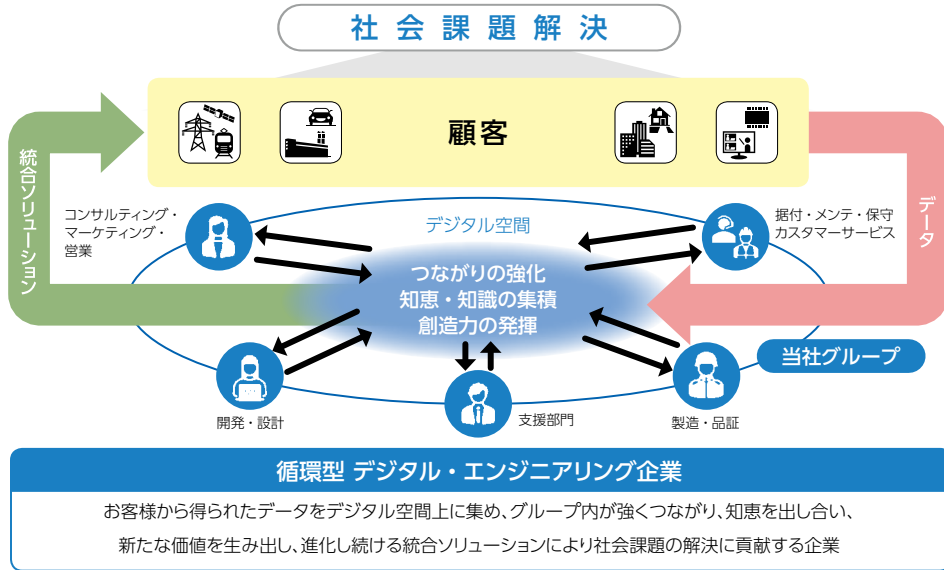 社会課題解決
顧客
統合ソリューション
データ
コンサルティング・
マーケティング・
営業
デジタル空間
据付・メンテ・保守
カスタマーサービス
つながりの強化
知恵・知識の集積
創造力の発揮
当社グループ
開発・設計
支援部門
製造・品証
循環型 デジタル・エンジニアリング企業
お客様から得られたデータをデジタル空間上に集め、グループ内が強くつながり、知恵を出し合い、
新たな価値を生み出し、進化し続ける統合ソリューションにより社会課題の解決に貢献する企業